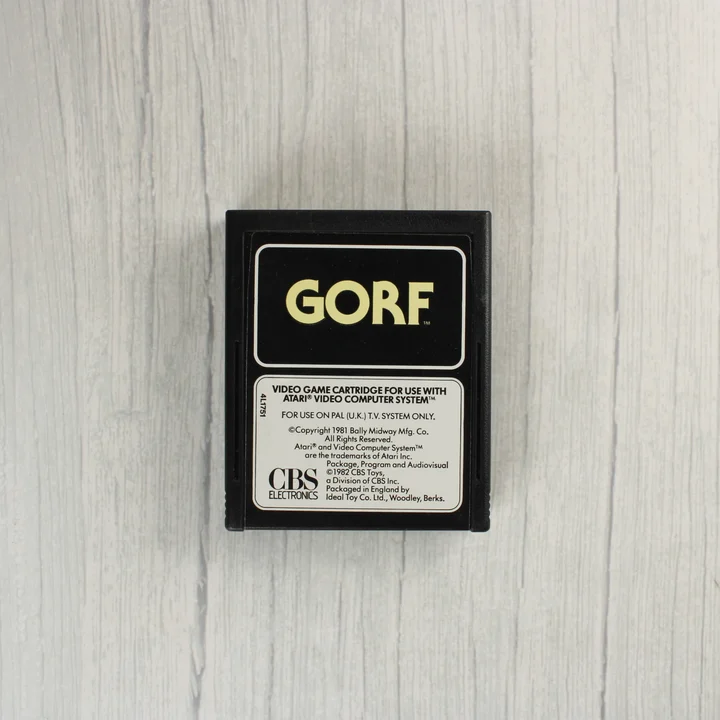 GORF™
VIDEO GAME CARTRIDGE FOR USE WITH
ATARI® VIDEO COMPUTER SYSTEM™
4L1751
FOR USE ON PAL (U.K.) T.V. SYSTEM ONLY.
©Copyright 1981 Bally Midway Mfg. Co.
All Rights Reserved.
Atari® and Video Computer System™
are the trademarks of Atari Inc.
Package, Program and Audiovisual
©1982 CBS Toys,
a Division of CBS Inc.
Packaged in England by
Ideal Toy Co. Ltd., Woodley, Berks.
CBS
ELECTRONICS